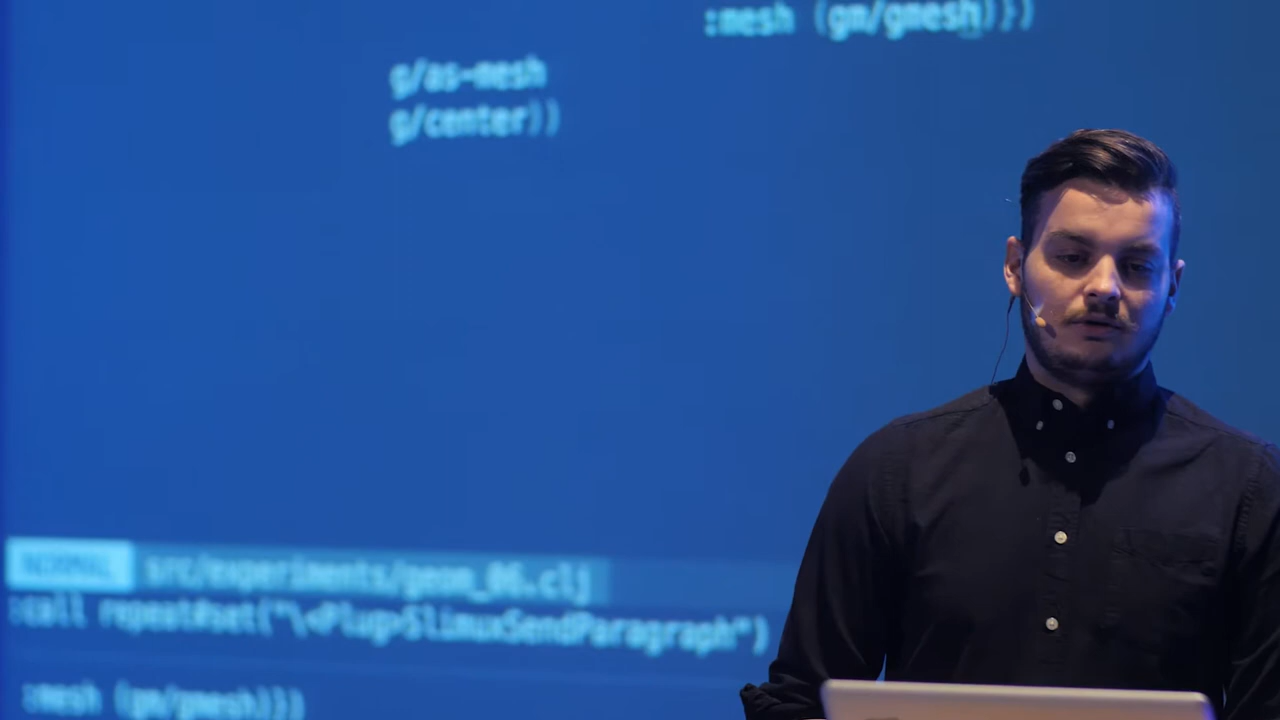 :mesh (gm/gmesh)})
g/as-mesh
g/center))
NORMAL src/experiments/geom_06.clj
:call repeat#set("\<Plug>SlimuxSendParagraph")
:mesh (gm/gmesh)})